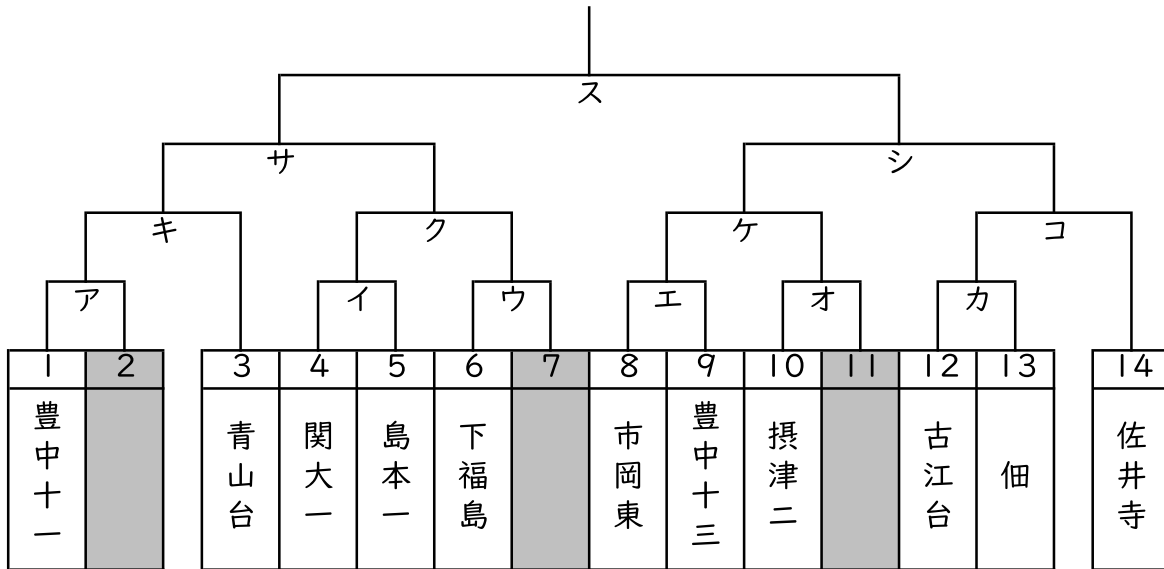 ス
サ シ
キ ク ケ コ
ア イ ウ エ オ カ
1 2 3 4 5 6 7 8 9 10 11 12 13 14
豊中十一
青山台
関大一
島本一
下福島
市岡東
豊中十三
摂津二
古江台
佃
佐井寺